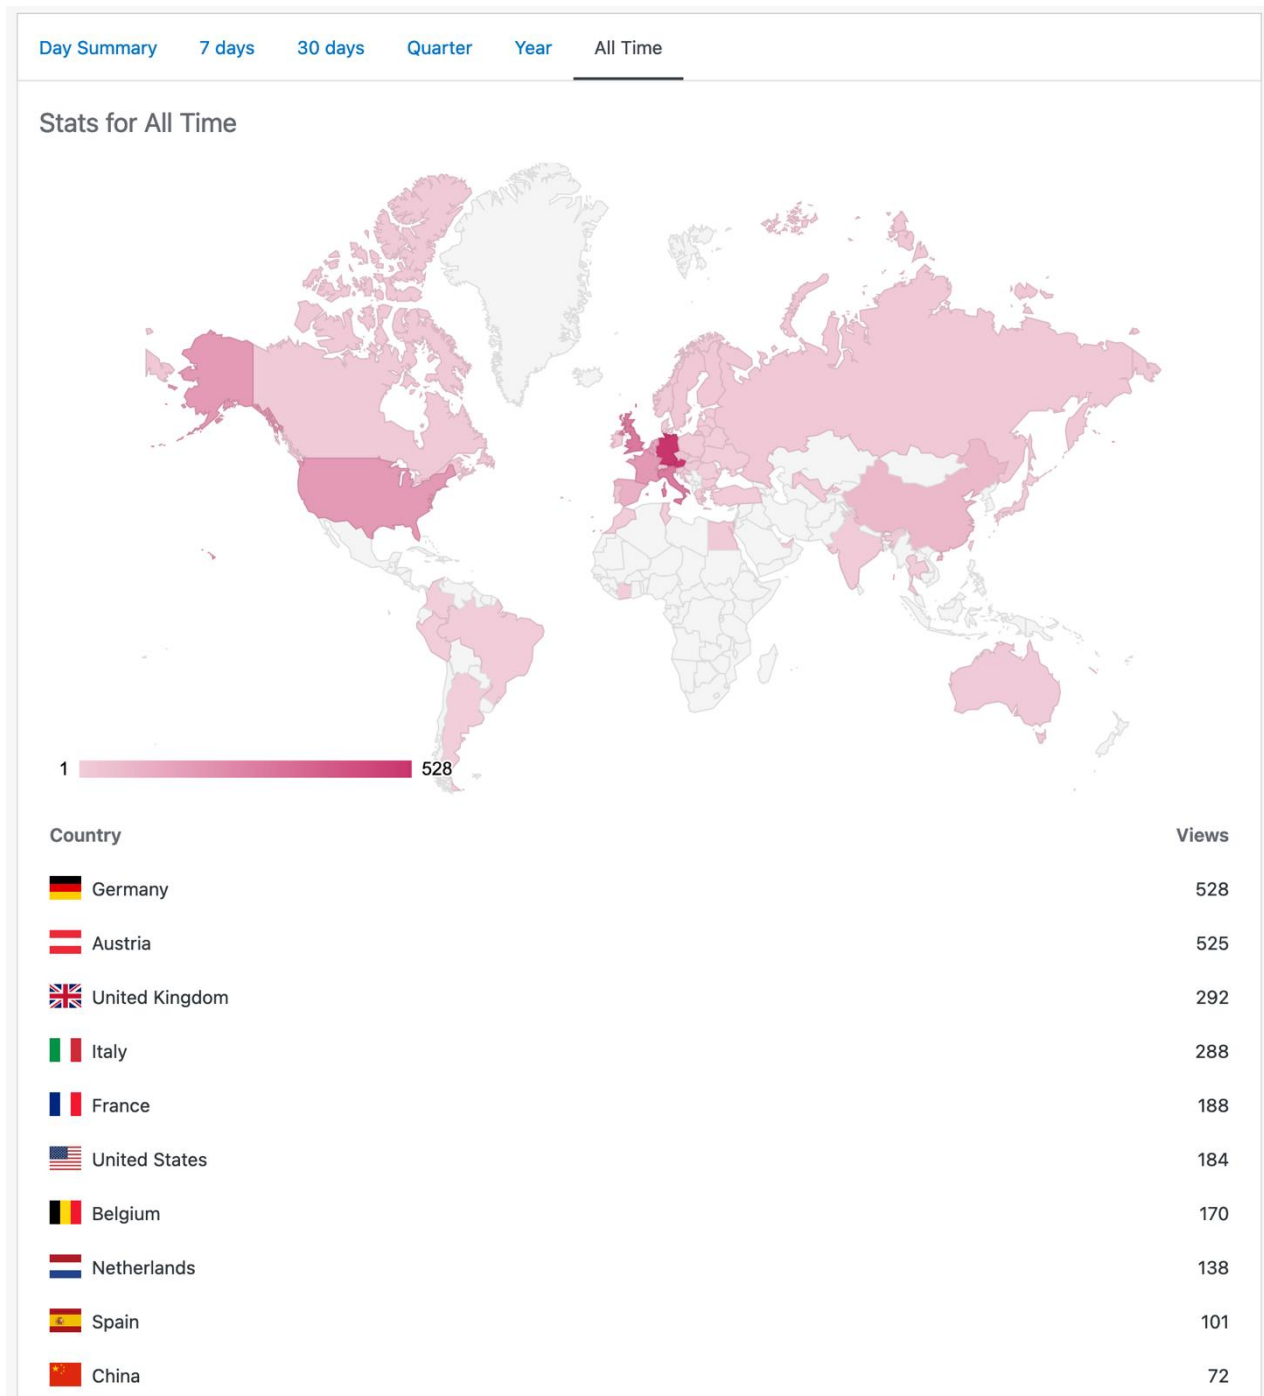 Day Summary 7 days 30 days Quarter Year All Time
Stats for All Time
1 528
Country Views
Germany 528
Austria 525
United Kingdom 292
Italy 288
France 188
United States 184
Belgium 170
Netherlands 138
Spain 101
China 72